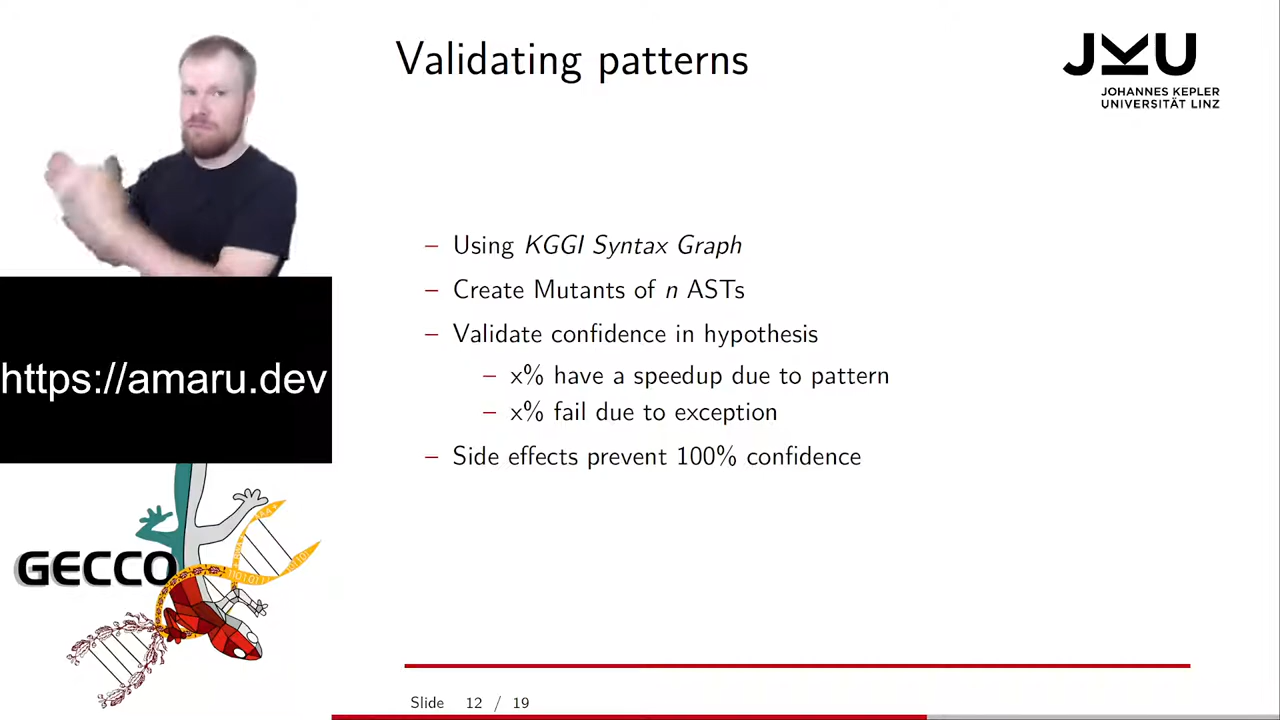 Validating patterns
JKU
JOHANNES KEPLER
UNIVERSITÄT LINZ
– Using KGGI Syntax Graph
– Create Mutants of n ASTs
– Validate confidence in hypothesis
– x% have a speedup due to pattern
– x% fail due to exception
– Side effects prevent 100% confidence
https://amaru.dev
GECCO
Slide 12 / 19